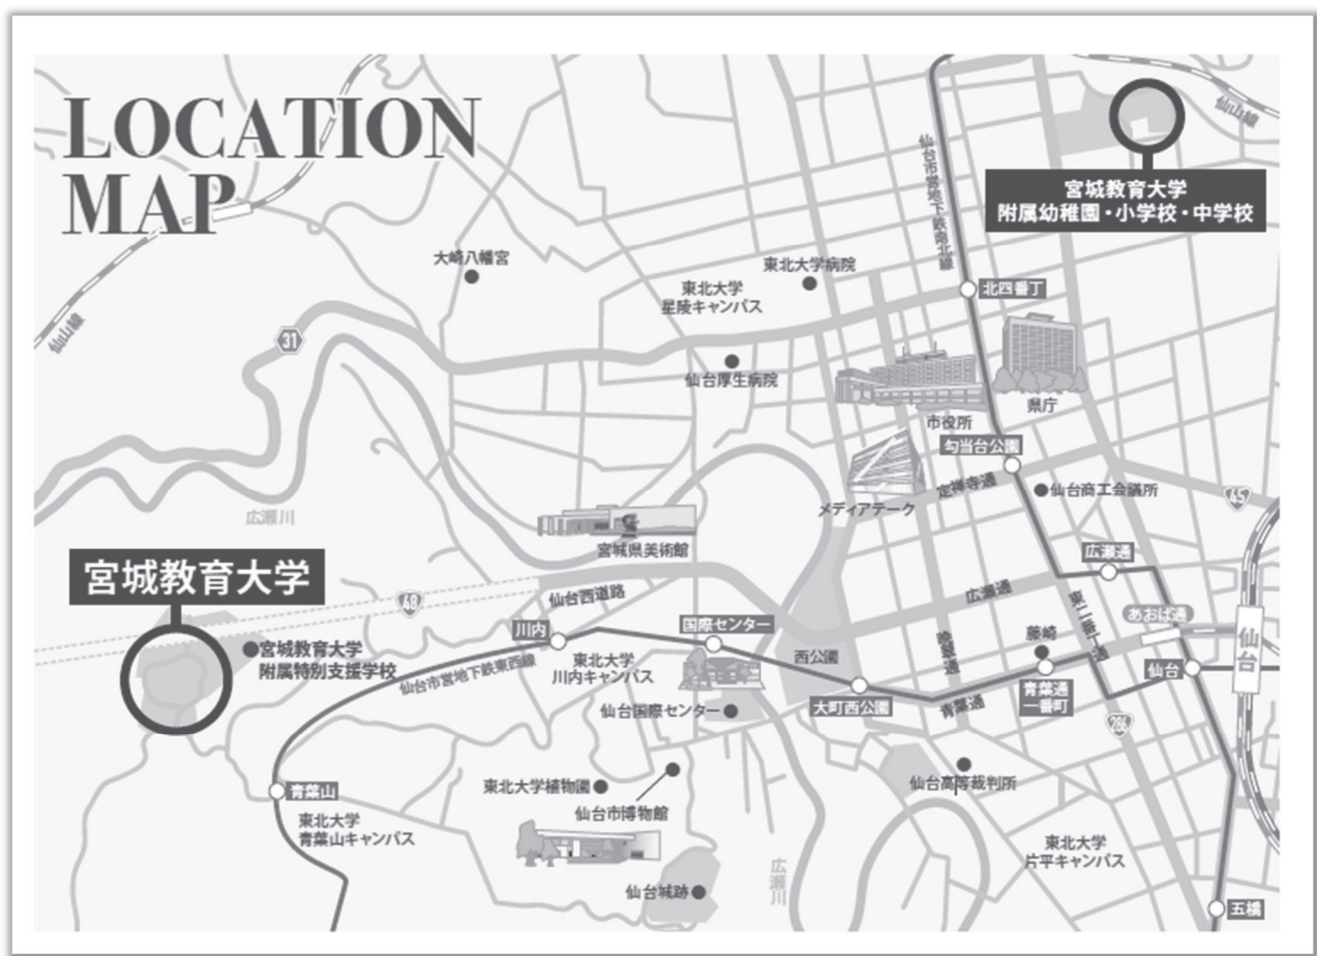 LOCATION
MAP
仙山線
宮城教育大学
附属幼稚園・小学校・中学校
仙台市営地下鉄南北線
大崎八幡宮
東北大学病院
東北大学
星陵キャンパス
北四番丁
仙山線
31
仙台厚生病院
県庁
市役所
勾当台公園
定禅寺通
仙台商工会議所
45
メディアテーク
広瀬川
宮城県美術館
広瀬通
宮城教育大学
48
仙台西道路
広瀬通
東二番丁通
あおば通
川内
国際センター
晩翠通
藤崎
仙台
宮城教育大学
附属特別支援学校
仙台市営地下鉄東西線
東北大学
川内キャンパス
西公園
仙台
青葉通
一番町
大町西公園
青葉通
仙台国際センター
286
青葉山
東北大学植物園
仙台市博物館
仙台高等裁判所
東北大学
青葉山キャンパス
東北大学
片平キャンパス
広瀬川
仙台城跡
五橋